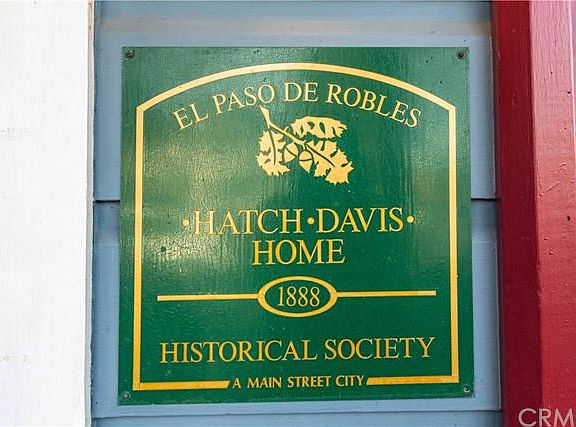 EL PASO DE ROBLES
·HATCH·DAVIS·
HOME
1888
HISTORICAL SOCIETY
A MAIN STREET CITY
CRM